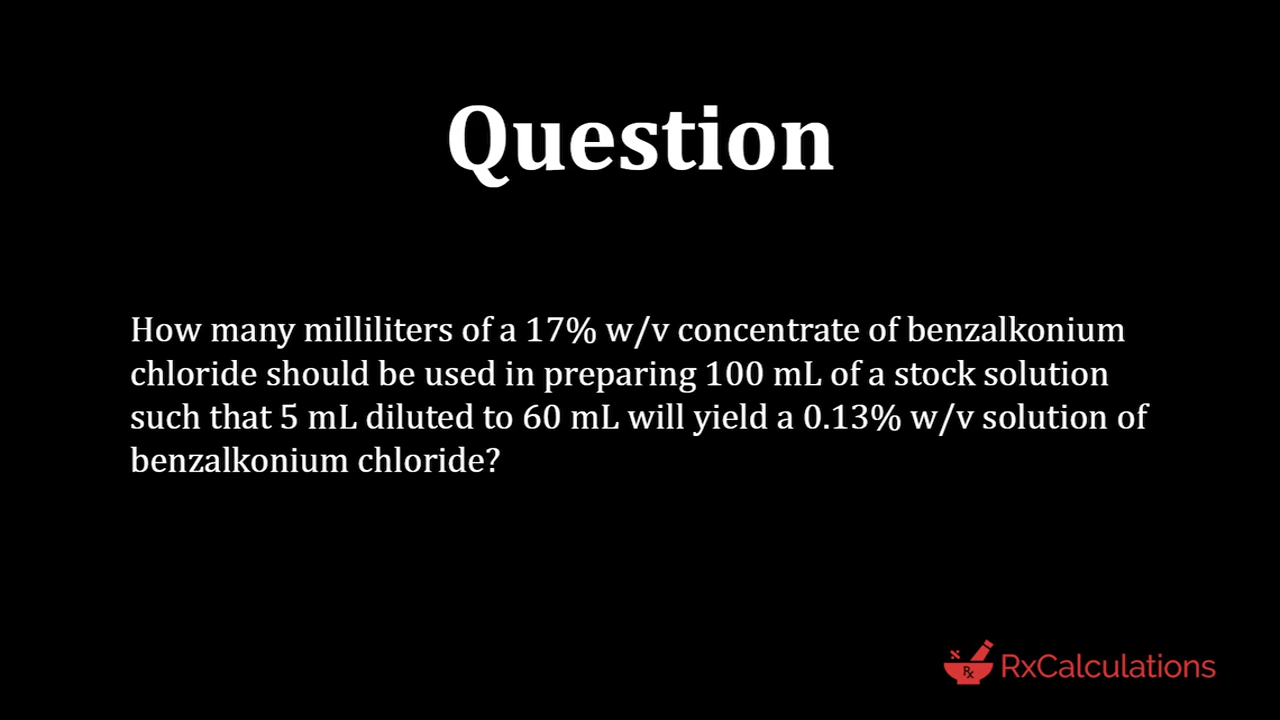 Question
How many milliliters of a 17% w/v concentrate of benzalkonium
chloride should be used in preparing 100 mL of a stock solution
such that 5 mL diluted to 60 mL will yield a 0.13% w/v solution of
benzalkonium chloride?
Rx
RxCalculations